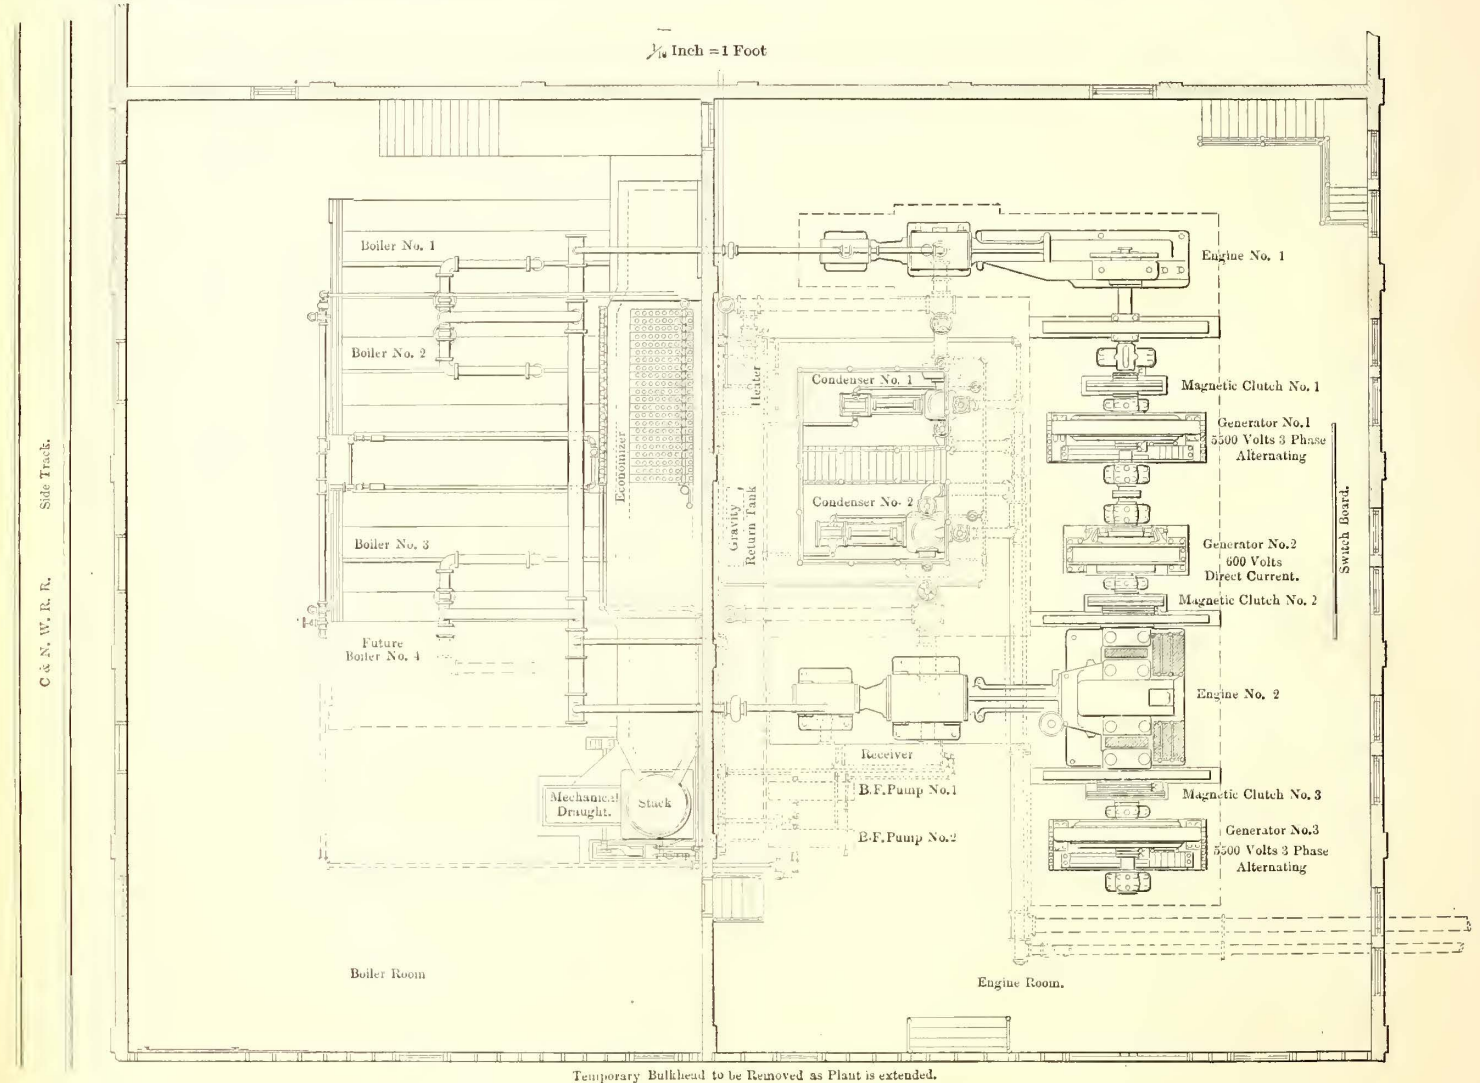 1/16 Inch = 1 Foot
C & N. W. R. R. Side Track.
Boiler No. 1
Boiler No. 2
Boiler No. 3
Future
Boiler No. 4
Economizer
Mechanical
Draught.
Stack
Boiler Room
Heater
Gravity
Return Tank
Condenser No. 1
Condenser No. 2
Receiver
B.F. Pump No.1
B.F. Pump No.2
Engine No. 1
Magnetic Clutch No. 1
Generator No.1
5500 Volts 3 Phase
Alternating
Generator No.2
600 Volts
Direct Current.
Magnetic Clutch No. 2
Engine No. 2
Magnetic Clutch No. 3
Generator No.3
5500 Volts 3 Phase
Alternating
Switch Board.
Engine Room.
Temporary Bulkhead to be Removed as Plant is extended.